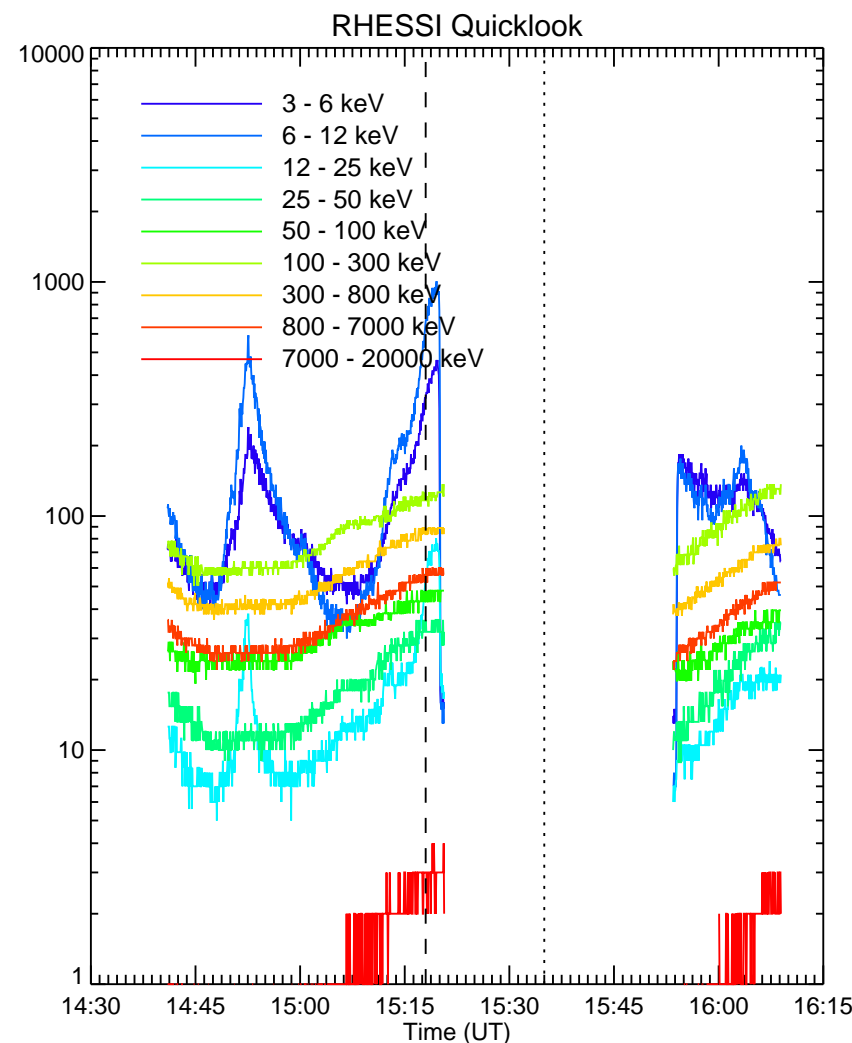 RHESSI Quicklook
10000
3 - 6 keV
6 - 12 keV
12 - 25 keV
25 - 50 keV
50 - 100 keV
100 - 300 keV
1000
300 - 800 keV
800 - 7000 keV
7000 - 20000 keV
100
10
1
14:30 14:45 15:00 15:15 15:30 15:45 16:00 16:15
Time (UT)